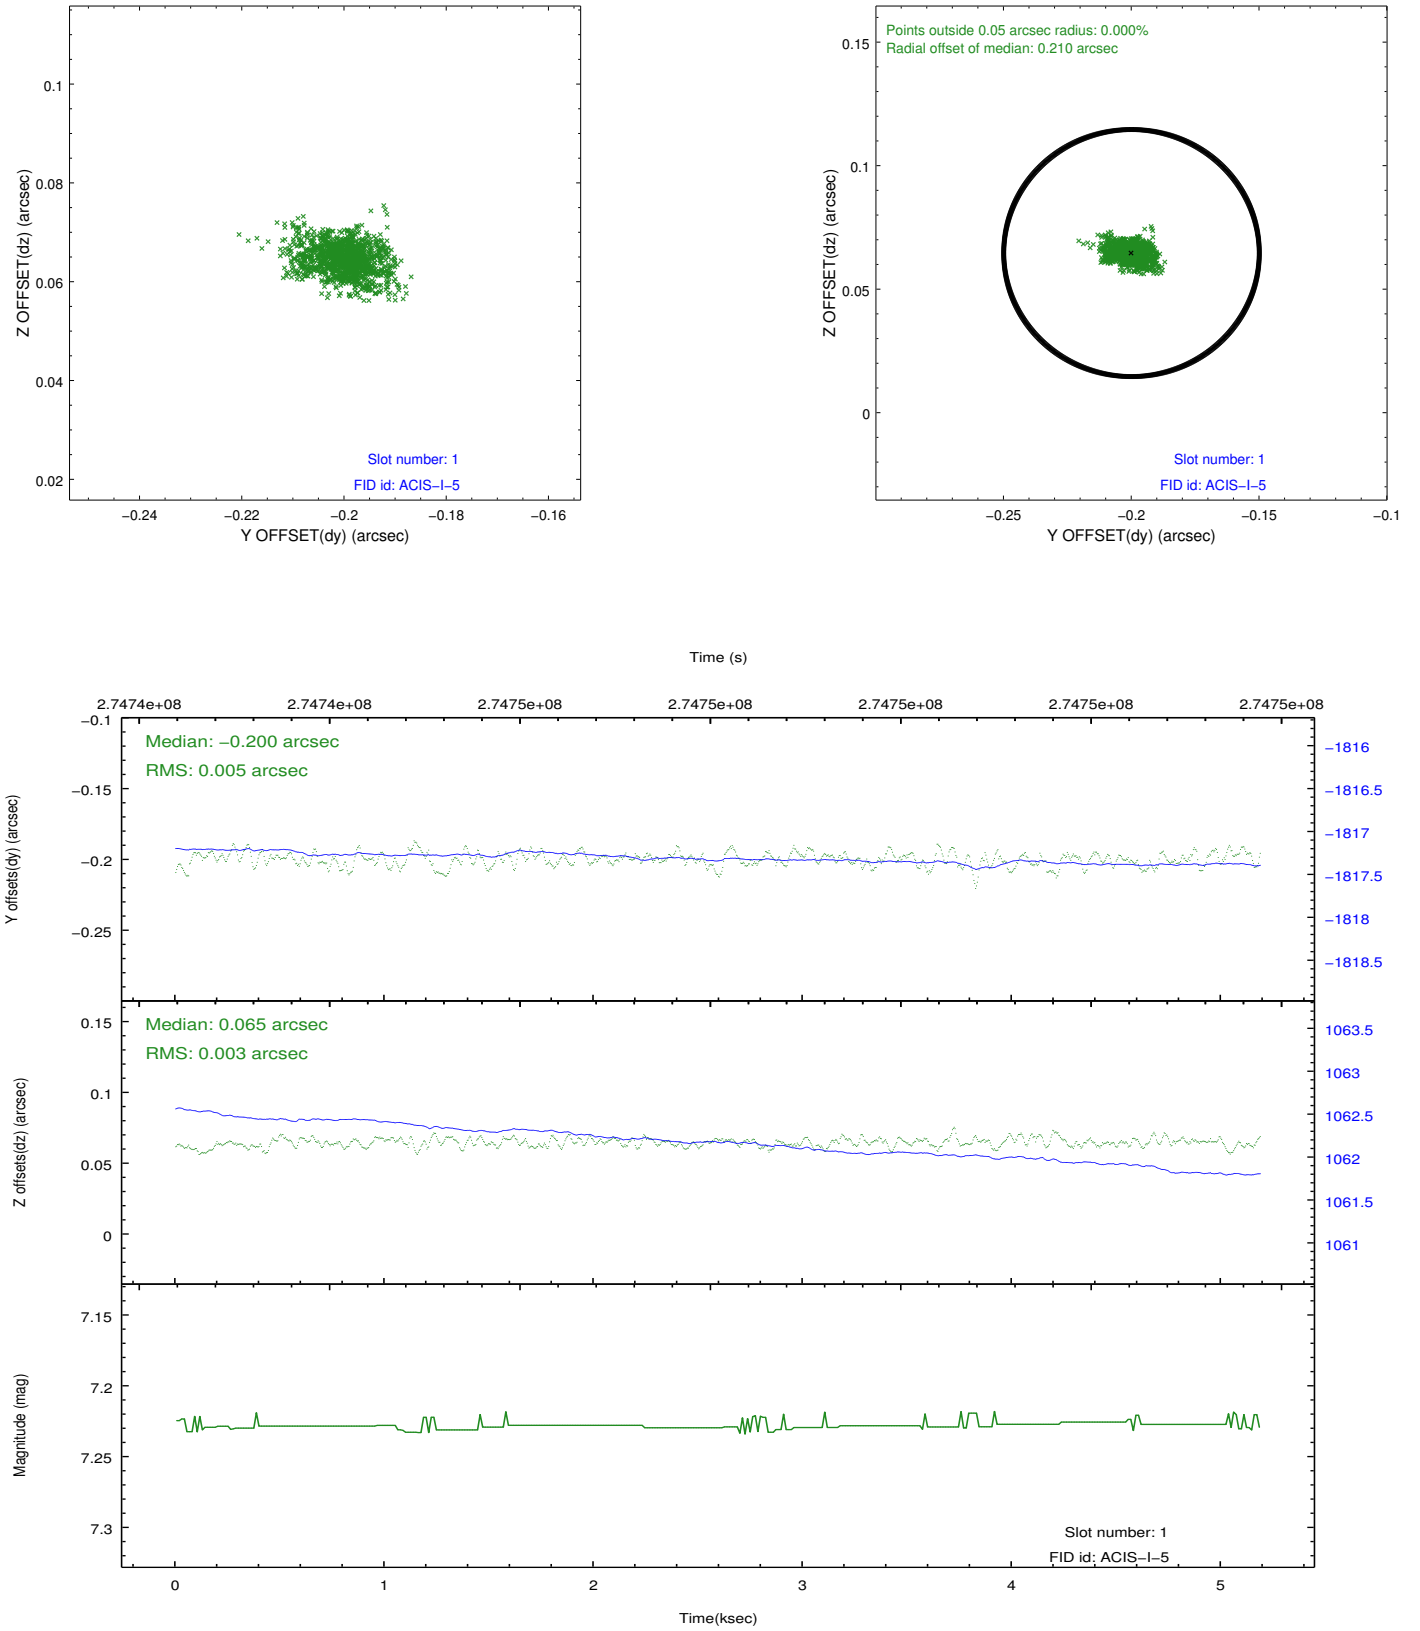 0.1
0.08
0.06
0.04
0.02
Z OFFSET(dz) (arcsec)
Slot number: 1
FID id: ACIS−I−5
−0.24 −0.22 −0.2 −0.18 −0.16
Y OFFSET(dy) (arcsec)
Points outside 0.05 arcsec radius: 0.000%
Radial offset of median: 0.210 arcsec
0.15
0.1
0.05
0
Z OFFSET(dz) (arcsec)
Slot number: 1
FID id: ACIS−I−5
−0.25 −0.2 −0.15 −0.1
Y OFFSET(dy) (arcsec)
Time (s)
2.7474e+08 2.7474e+08 2.7475e+08 2.7475e+08 2.7475e+08 2.7475e+08 2.7475e+08
Median: −0.200 arcsec
RMS: 0.005 arcsec
−0.1
−0.15
−0.2
−0.25
Y offsets(dy) (arcsec)
−1816
−1816.5
−1817
−1817.5
−1818
−1818.5
Median: 0.065 arcsec
RMS: 0.003 arcsec
0.15
0.1
0.05
0
Z offsets(dz) (arcsec)
1063.5
1063
1062.5
1062
1061.5
1061
7.15
7.2
7.25
7.3
Magnitude (mag)
Slot number: 1
FID id: ACIS−I−5
0 1 2 3 4 5
Time(ksec)